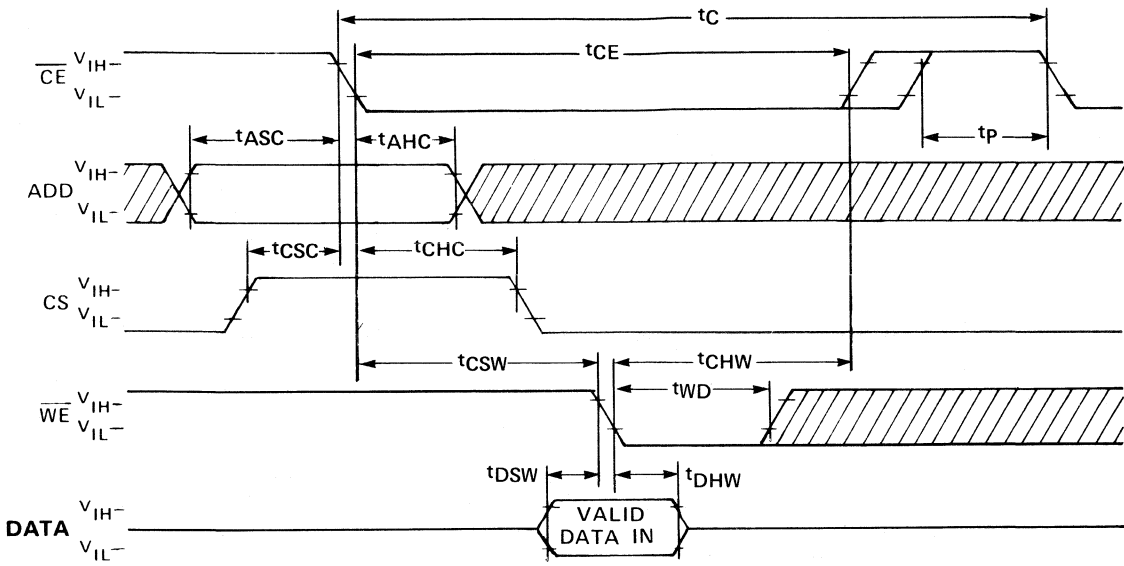 tC
CE VIH
VIL
tCE
tASC
tAHC
tP
ADD VIH
VIL
tCSC
tCHC
CS VIH
VIL
tCSW
tCHW
tWD
WE VIH
VIL
tDSW
tDHW
DATA VIH
VIL
VALID
DATA IN